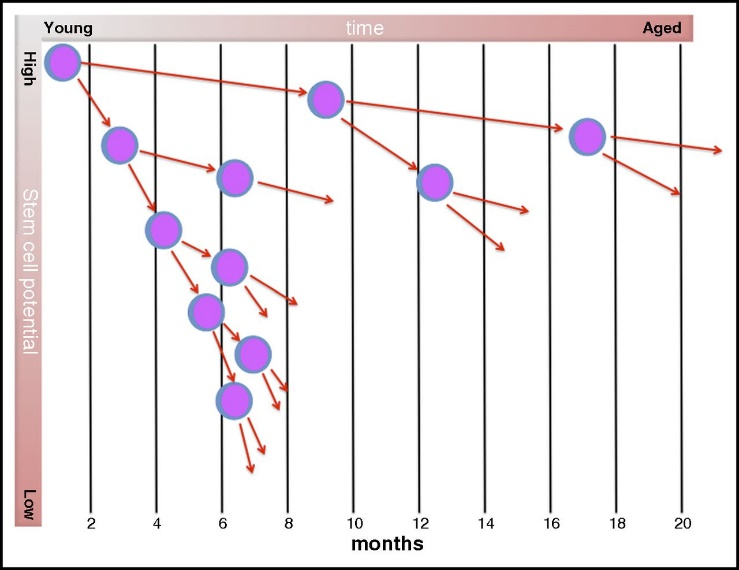 Young time Aged
High
Stem cell potential
Low
2 4 6 8 10 12 14 16 18 20
months